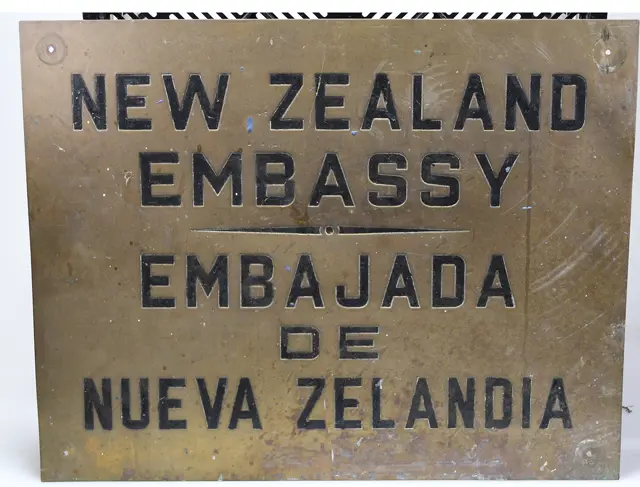 NEW ZEALAND
EMBASSY
EMBAJADA
DE
NUEVA ZELANDIA